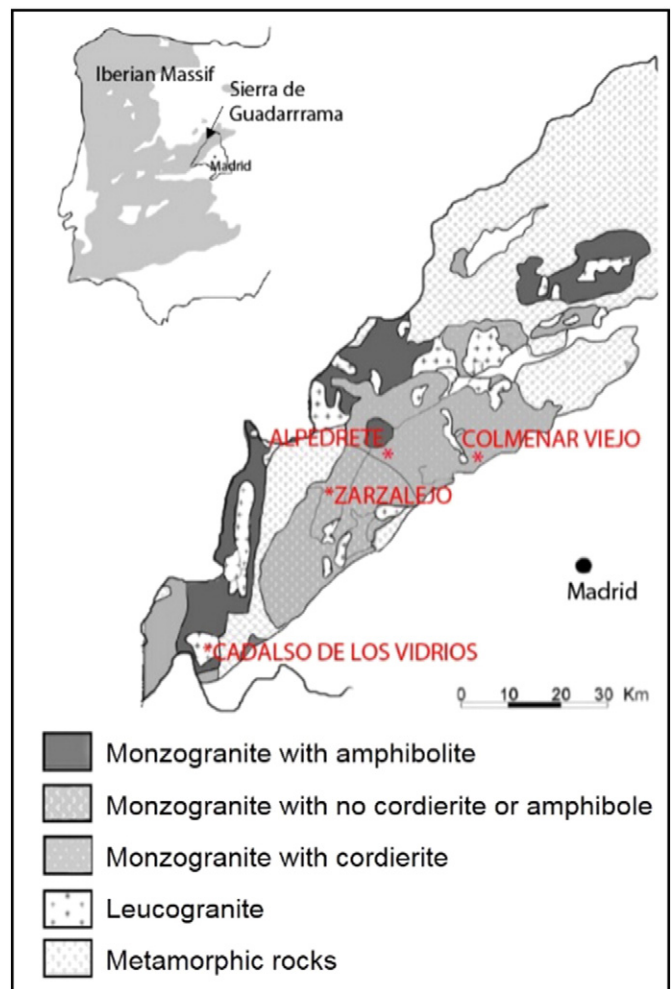 Iberian Massif
Sierra de
Guadarrrama
Madrid
ALPEDRETE
*
COLMENAR VIEJO
*
*ZARZALEJO
Madrid
*CADALSO DE LOS VIDRIOS
0 10 20 30 Km
Monzogranite with amphibolite
Monzogranite with no cordierite or amphibole
Monzogranite with cordierite
Leucogranite
Metamorphic rocks